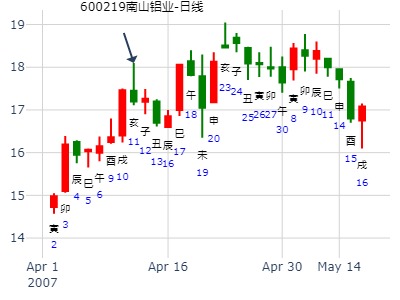 600219南山铝业-日线
19
18
17
16
15
14
寅 卯 辰 巳 午 酉 戌 亥 子 丑 辰 巳 午 未 申 亥 子 丑 寅 卯 午 寅 卯 辰 巳 申 酉 戌
2 3 4 5 6 9 10 11 12 13 16 17 18 19 20 23 24 25 26 27 30 8 9 10 11 14 15 16
Apr 1 Apr 16 Apr 30 May 14
2007